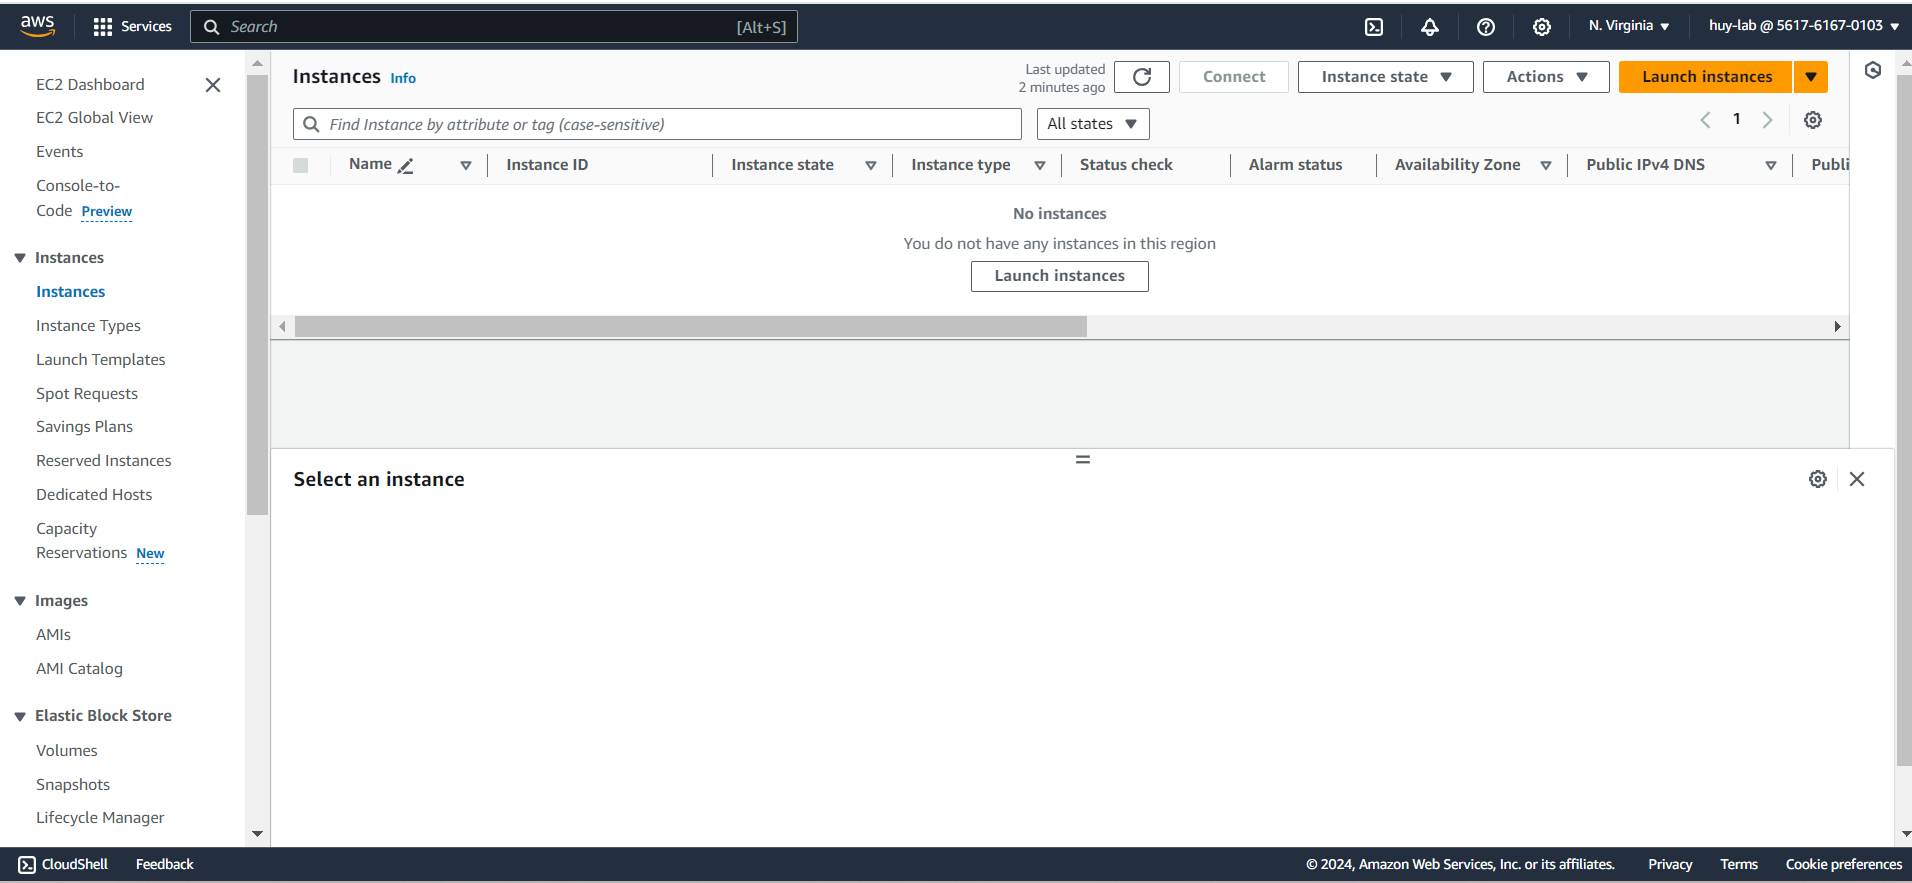 aws Services Search [Alt+S] N. Virginia huy-lab @ 5617-6167-0103
EC2 Dashboard
EC2 Global View
Events
Console-to-
Code Preview
Instances
Instances
Instance Types
Launch Templates
Spot Requests
Savings Plans
Reserved Instances
Dedicated Hosts
Capacity
Reservations New
Images
AMIs
AMI Catalog
Elastic Block Store
Volumes
Snapshots
Lifecycle Manager
Instances Info
Last updated
2 minutes ago
Connect Instance state Actions Launch instances
Find Instance by attribute or tag (case-sensitive) All states 1
Name Instance ID Instance state Instance type Status check Alarm status Availability Zone Public IPv4 DNS Publi
No instances
You do not have any instances in this region
Launch instances
Select an instance
CloudShell Feedback © 2024, Amazon Web Services, Inc. or its affiliates. Privacy Terms Cookie preferences